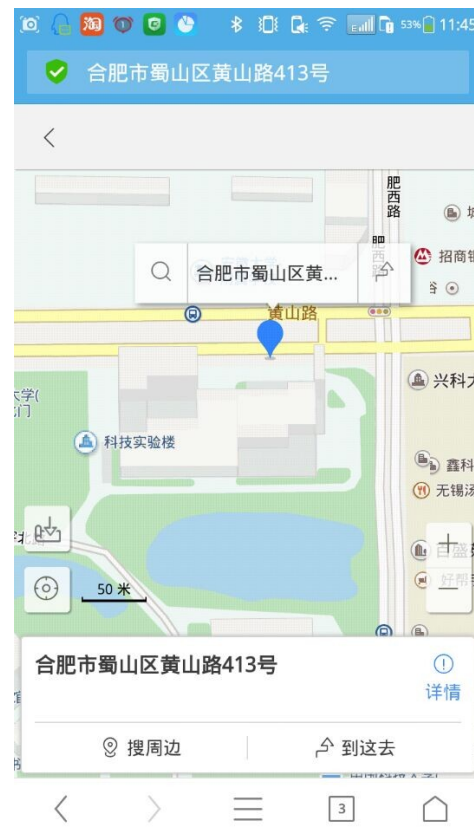 淘
53% 11:45
合肥市蜀山区黄山路413号
肥西路
招商银
合肥市蜀山区黄...
黄山路
兴科大
大学(
科技实验楼
鑫科
无锡汤
50 米
合肥市蜀山区黄山路413号
详情
搜周边
到这去
3